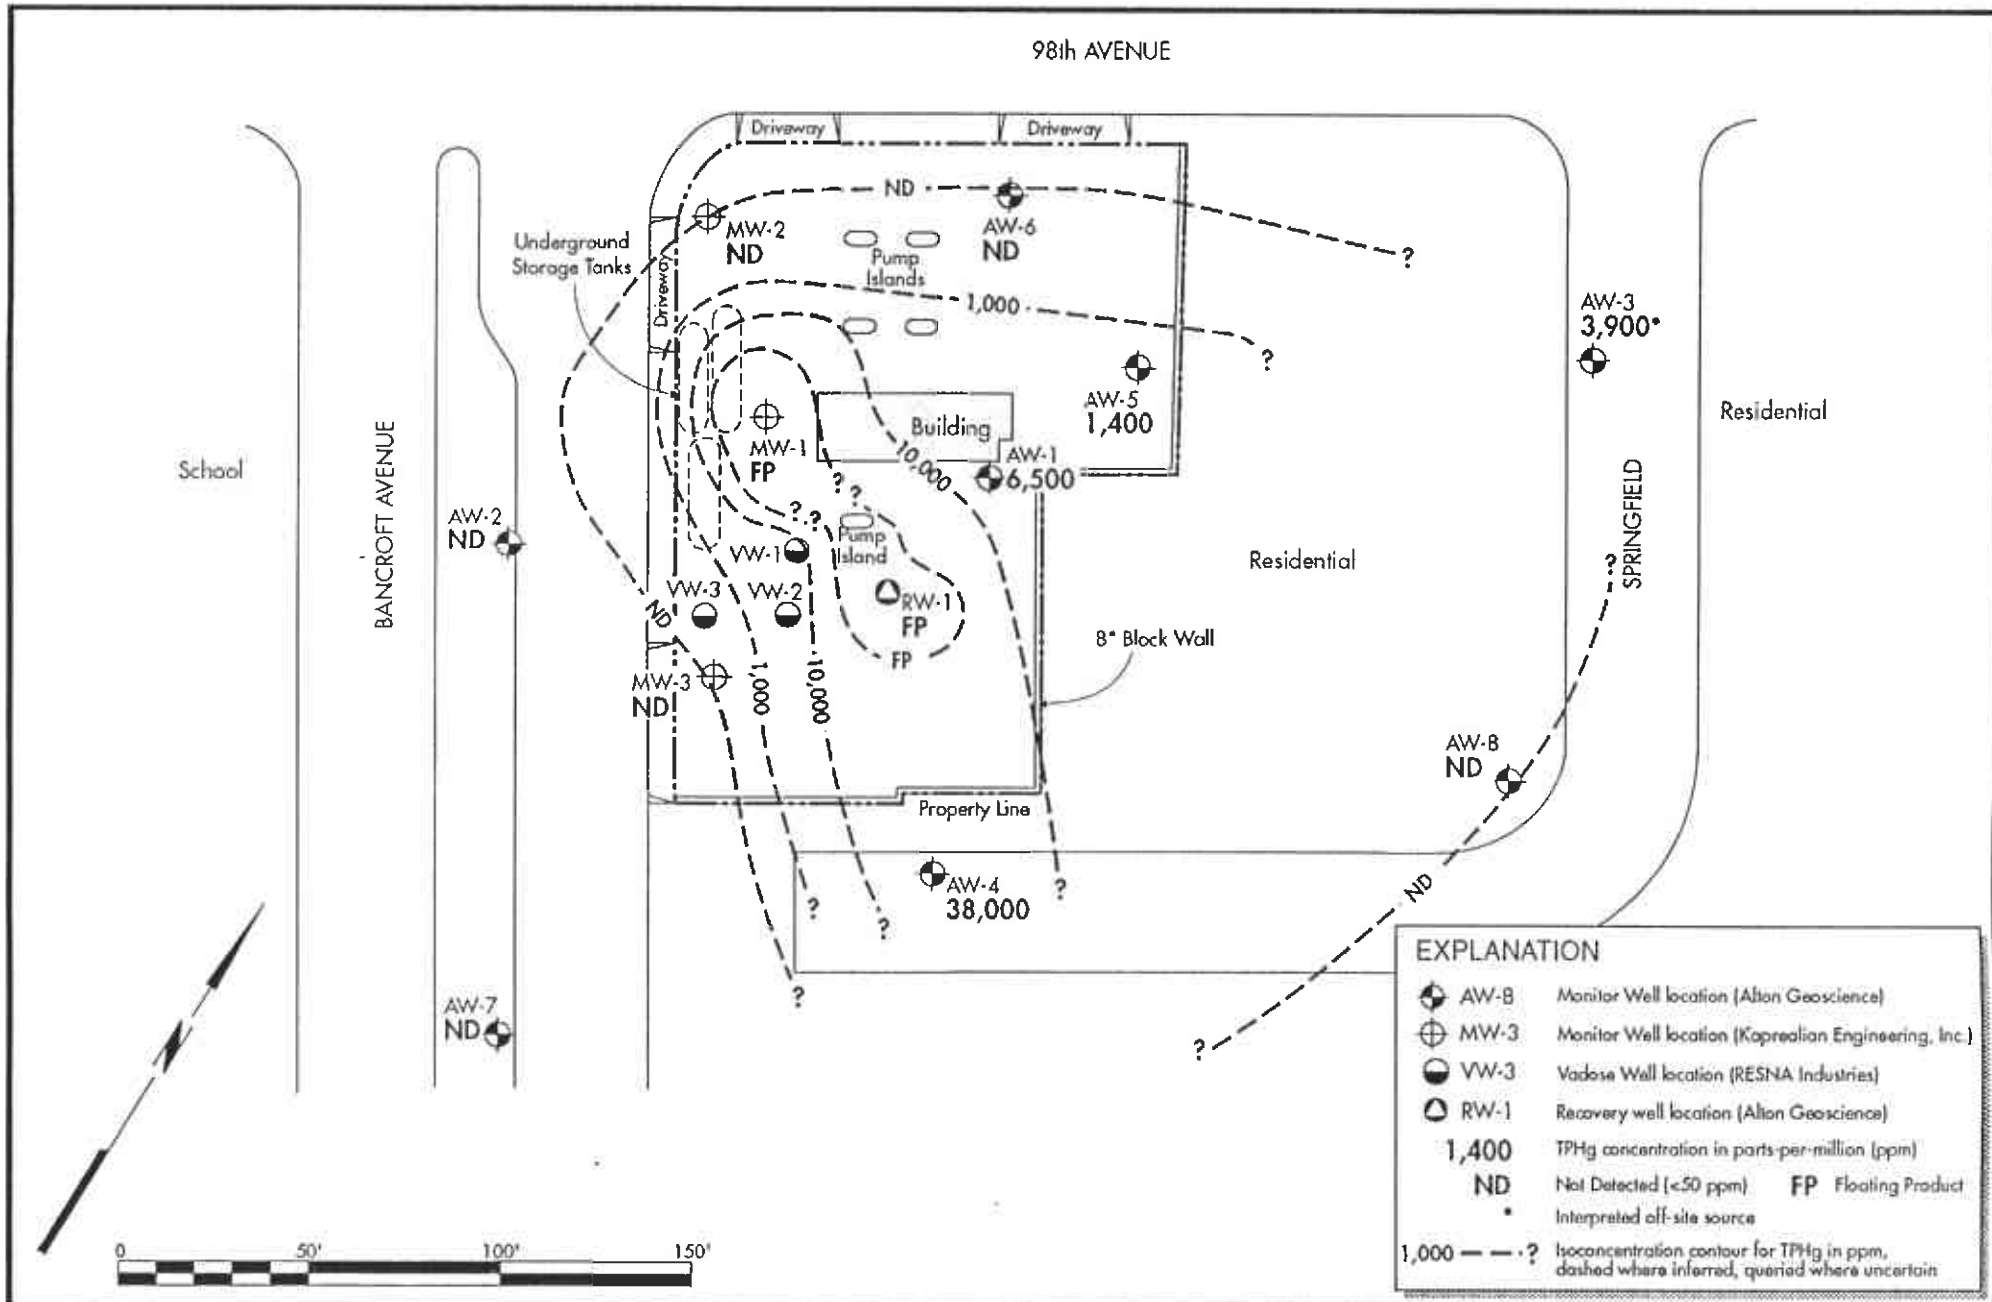 98th AVENUE
Driveway
Driveway
ND
MW-2
ND
AW-6
ND
Underground
Storage Tanks
Driveway
Pump
Islands
?
1,000
?
AW-3
3,900*
MW-1
FP
Building
10,000
AW-5
1,400
AW-1
6,500
Residential
School
BANCROFT AVENUE
SPRINGFIELD
AW-2
ND
?
?
?
?
Pump
Island
VW-1
VW-3
VW-2
RW-1
FP
FP
Residential
?
ND
MW-3
ND
1,000
10,000
8" Block Wall
AW-8
ND
Property Line
AW-4
38,000
?
?
?
?
ND
?
AW-7
ND
0 50' 100' 150'
EXPLANATION
AW-8 Monitor Well location (Alton Geoscience)
MW-3 Monitor Well location (Kaprealian Engineering, Inc.)
VW-3 Vadose Well location (RESNA Industries)
RW-1 Recovery well location (Alton Geoscience)
1,400 TPHg concentration in parts-per-million (ppm)
ND Not Detected (<50 ppm) FP Floating Product
* Interpreted off-site source
1,000 — — -? Isoconcentration contour for TPHg in ppm,
dashed where inferred, queried where uncertain